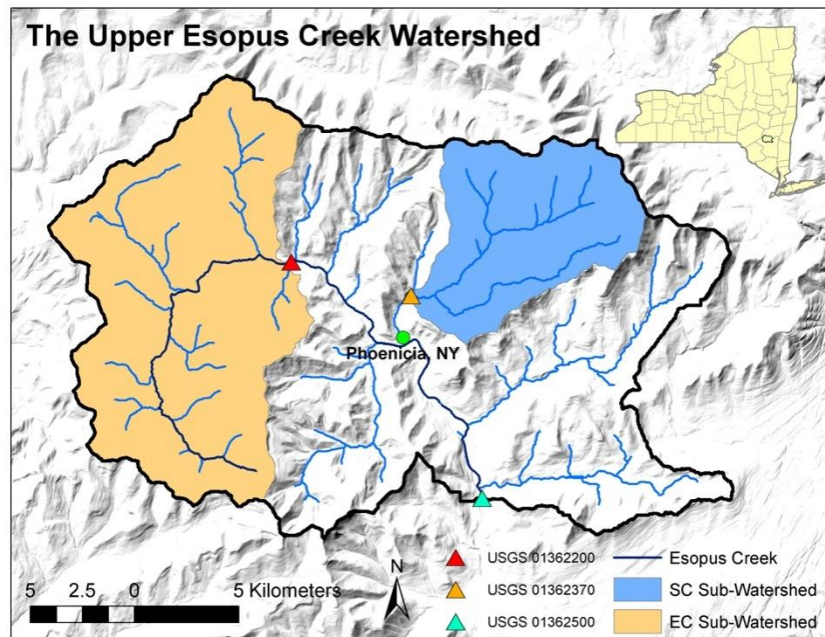 The Upper Esopus Creek Watershed
Phoenicia, NY
N
5 2.5 0 5 Kilometers
USGS 01362200
USGS 01362370
USGS 01362500
Esopus Creek
SC Sub-Watershed
EC Sub-Watershed